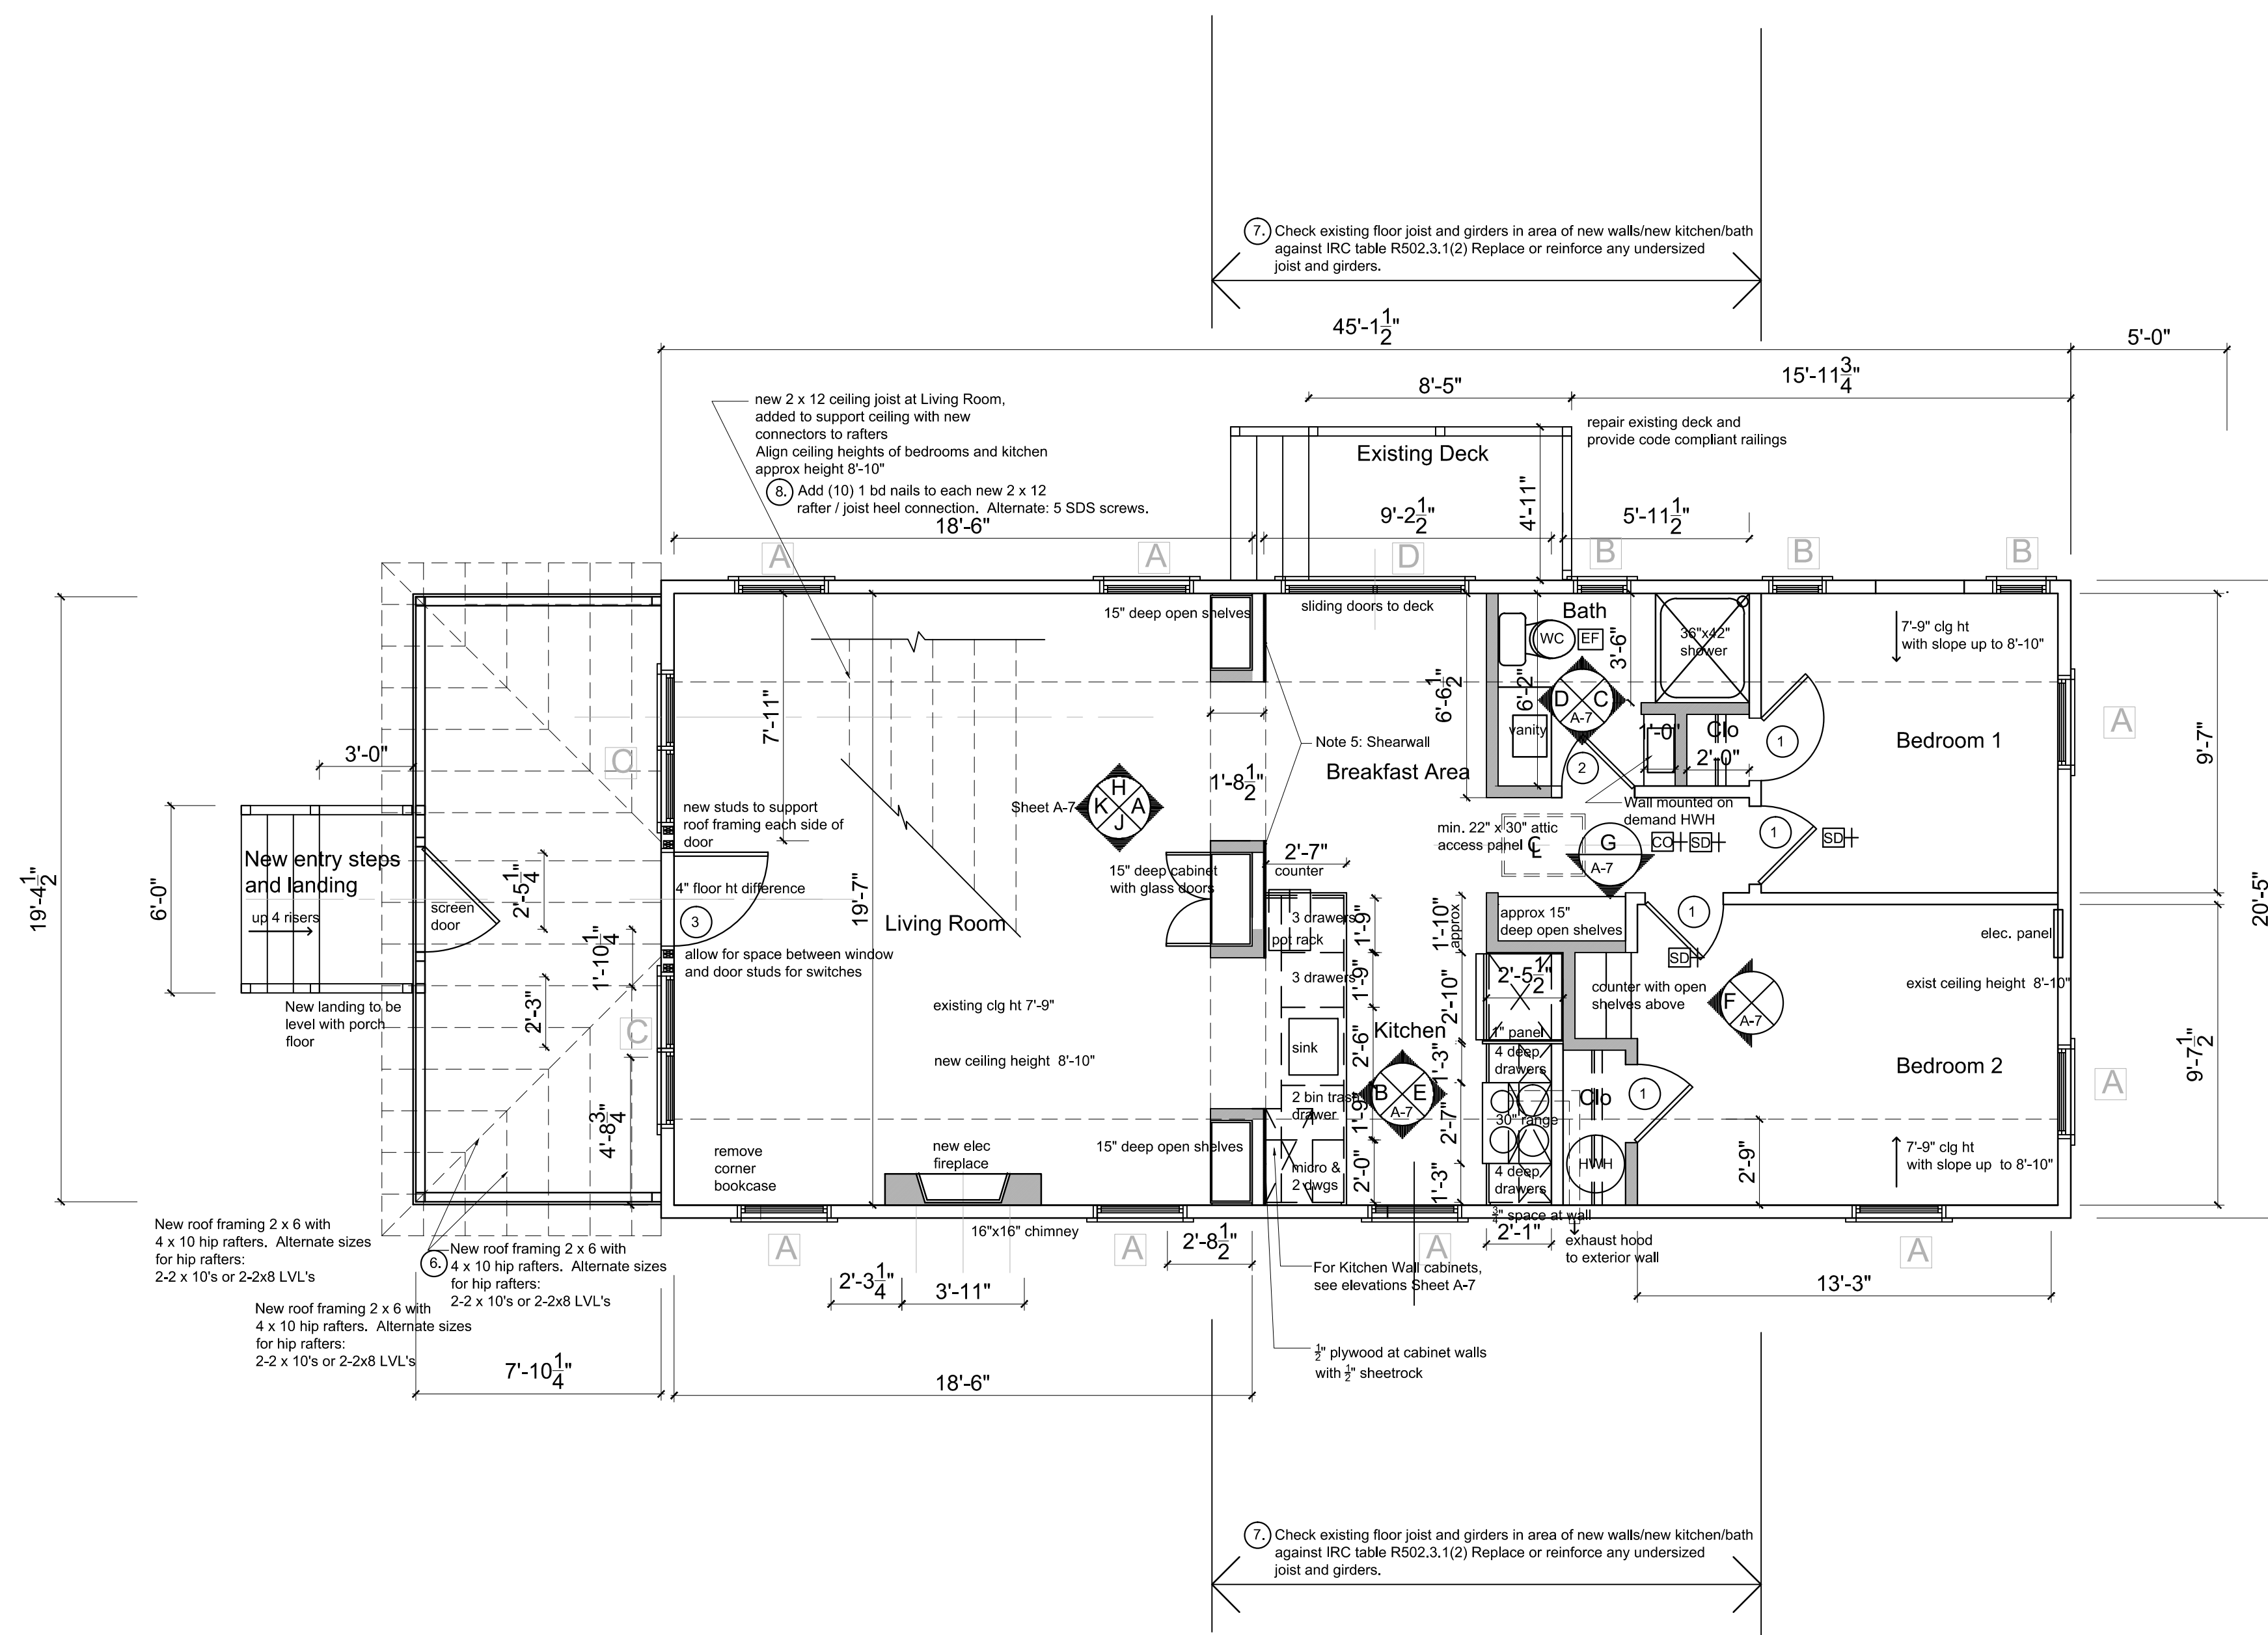 7. Check existing floor joist and girders in area of new walls/new kitchen/bath
against IRC table R502.3.1(2) Replace or reinforce any undersized
joist and girders.
45'-1 1/2"
5'-0"
15'-11 3/4"
8'-5"
new 2 x 12 ceiling joist at Living Room,
added to support ceiling with new
connectors to rafters
Align ceiling heights of bedrooms and kitchen
approx height 8'-10"
8. Add (10) 1 bd nails to each new 2 x 12
rafter / joist heel connection. Alternate: 5 SDS screws.
repair existing deck and
provide code compliant railings
Existing Deck
4'-11"
18'-6"
9'-2 1/2"
5'-11 1/2"
A
A
D
B
B
B
15" deep open shelves
sliding doors to deck
Bath
WC
EF
3'-6"
36"x42"
shower
7'-9" clg ht
with slope up to 8'-10"
7'-11"
6'-6 1/2"
6'-2"
D
C
A-7
vanity
1'-0"
Clo
2'-0"
1
Bedroom 1
A
9'-7"
3'-0"
C
Note 5: Shearwall
Breakfast Area
2
1'-8 1/2"
Sheet A-7
H
K
A
J
new studs to support
roof framing each side of
door
Wall mounted on
demand HWH
min. 22" x 30" attic
access panel
CL
G
A-7
CO
SD
1
SD
19'-4 1/2"
6'-0"
New entry steps
and landing
up 4 risers
screen
door
2'-5 1/4"
4" floor ht difference
3
19'-7"
Living Room
15" deep cabinet
with glass doors
2'-7"
counter
3 drawers
pot rack
1'-9"
1'-10"
approx
approx 15"
deep open shelves
1
elec. panel
20'-5"
1'-10 1/4"
allow for space between window
and door studs for switches
3 drawers
1'-9"
2'-10"
2'-5 1/2"
SD
counter with open
shelves above
F
A-7
exist ceiling height 8'-10"
New landing to be
level with porch
floor
2'-3"
C
existing clg ht 7'-9"
new ceiling height 8'-10"
sink
2'-6"
Kitchen
1" panel
4 deep
drawers
1'-3"
Bedroom 2
9'-7 1/2"
A
4'-8 3/4"
2 bin trash
drawer
1'-9"
B
E
A-7
2'-7"
30" range
Clo
1
remove
corner
bookcase
new elec
fireplace
15" deep open shelves
micro &
2 dwgs
2'-0"
1'-3"
4 deep
drawers
HWH
2'-9"
7'-9" clg ht
with slope up to 8'-10"
3/4" space at wall
2'-1"
exhaust hood
to exterior wall
A
16"x16" chimney
A
2'-8 1/2"
A
A
New roof framing 2 x 6 with
4 x 10 hip rafters. Alternate sizes
for hip rafters:
2-2 x 10's or 2-2x8 LVL's
6. New roof framing 2 x 6 with
4 x 10 hip rafters. Alternate sizes
for hip rafters:
2-2 x 10's or 2-2x8 LVL's
New roof framing 2 x 6 with
4 x 10 hip rafters. Alternate sizes
for hip rafters:
2-2 x 10's or 2-2x8 LVL's
2'-3 1/4"
3'-11"
For Kitchen Wall cabinets,
see elevations Sheet A-7
13'-3"
1/2" plywood at cabinet walls
with 1/2" sheetrock
7'-10 1/4"
18'-6"
7. Check existing floor joist and girders in area of new walls/new kitchen/bath
against IRC table R502.3.1(2) Replace or reinforce any undersized
joist and girders.